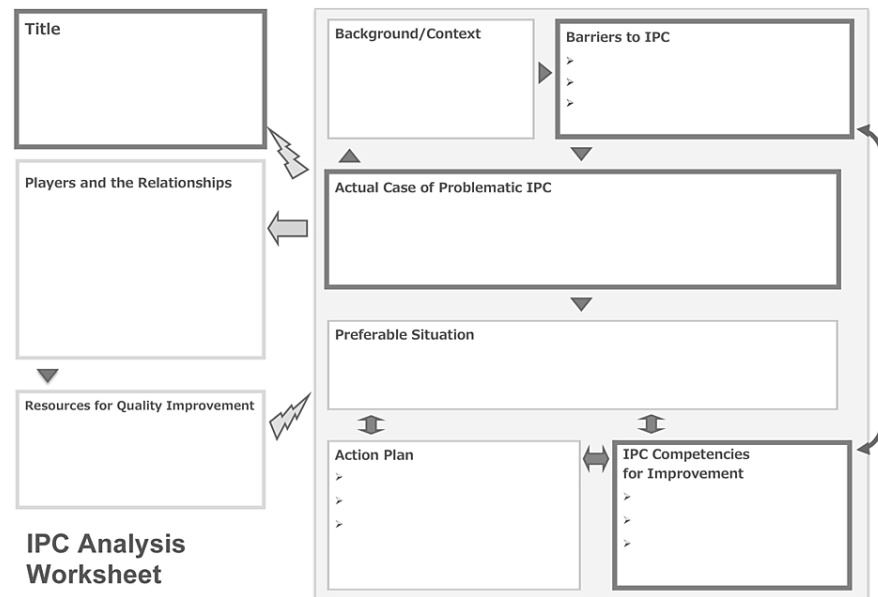 Title
Background/Context
Barriers to IPC
➢
➢
➢
Players and the Relationships
Actual Case of Problematic IPC
Preferable Situation
Resources for Quality Improvement
Action Plan
➢
➢
➢
IPC Competencies
for Improvement
➢
➢
➢
IPC Analysis
Worksheet